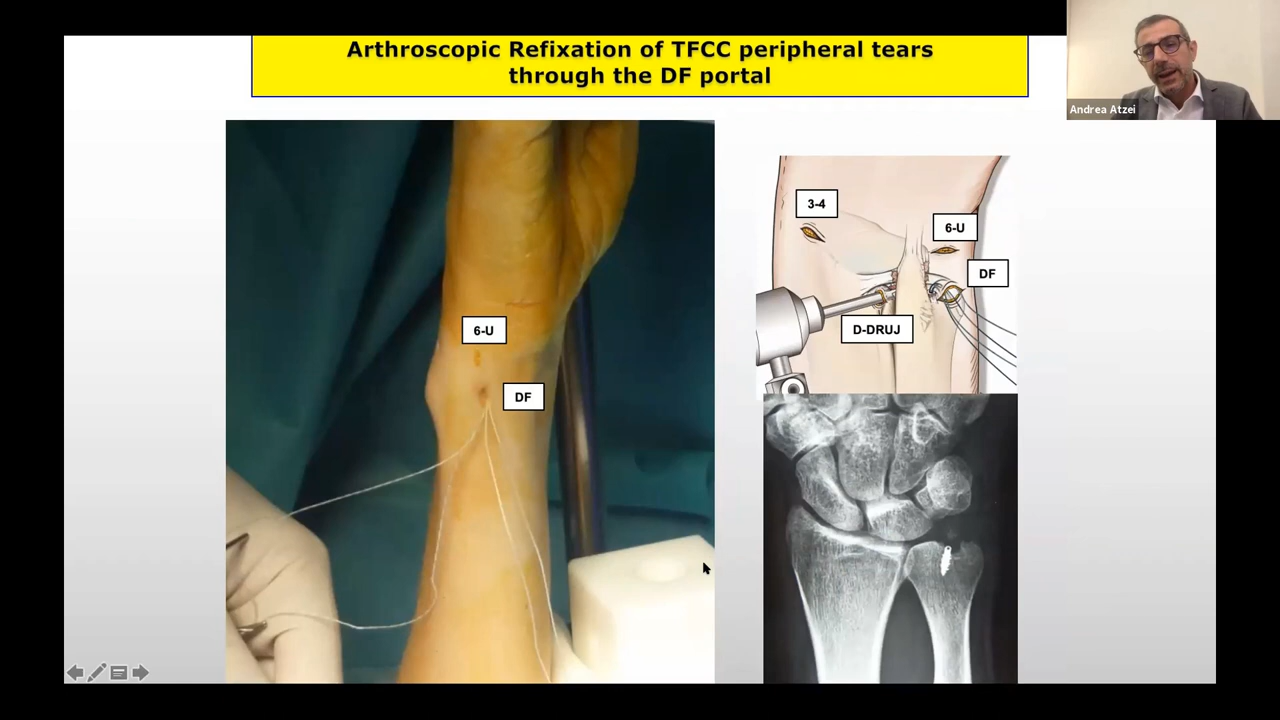 Arthroscopic Refixation of TFCC peripheral tears
through the DF portal
Andrea Atzei
6-U
DF
3-4
6-U
DF
D-DRUJ